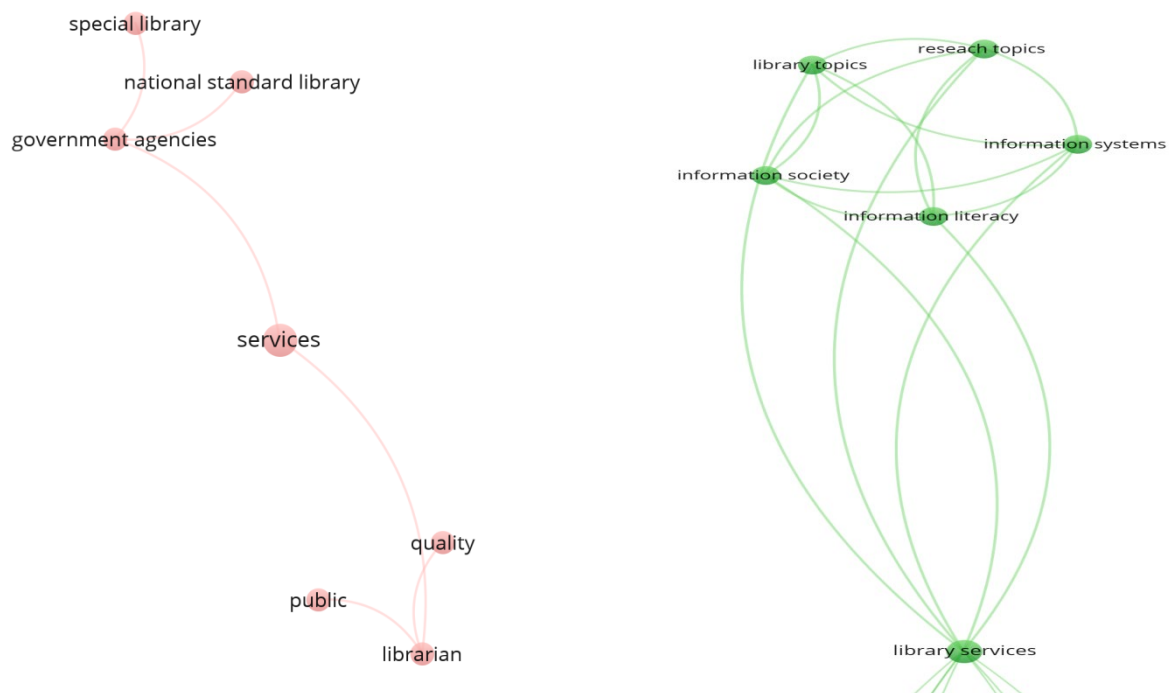 special library
national standard library
government agencies
services
quality
public
librarian
reseach topics
library topics
information systems
information society
information literacy
library services